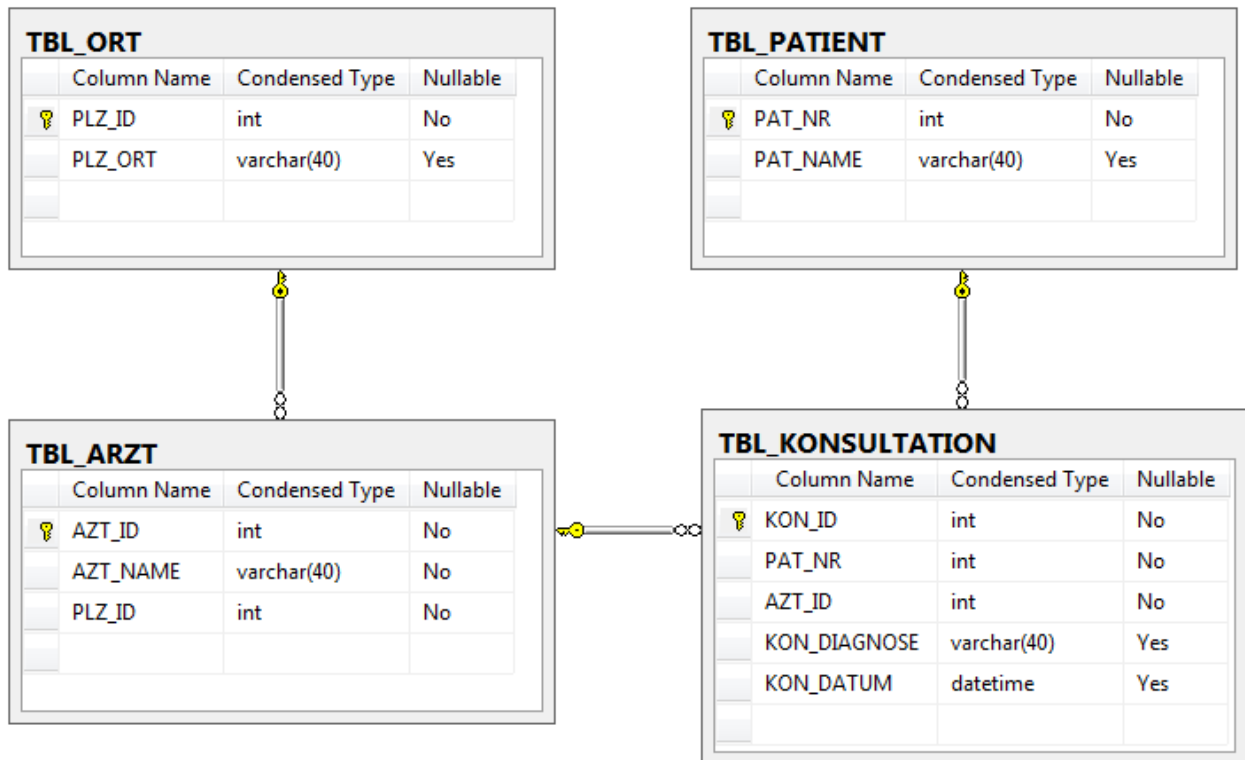 TBL_ORT
Column Name Condensed Type Nullable
PLZ_ID int No
PLZ_ORT varchar(40) Yes
TBL_PATIENT
Column Name Condensed Type Nullable
PAT_NR int No
PAT_NAME varchar(40) Yes
TBL_ARZT
Column Name Condensed Type Nullable
AZT_ID int No
AZT_NAME varchar(40) No
PLZ_ID int No
TBL_KONSULTATION
Column Name Condensed Type Nullable
KON_ID int No
PAT_NR int No
AZT_ID int No
KON_DIAGNOSE varchar(40) Yes
KON_DATUM datetime Yes